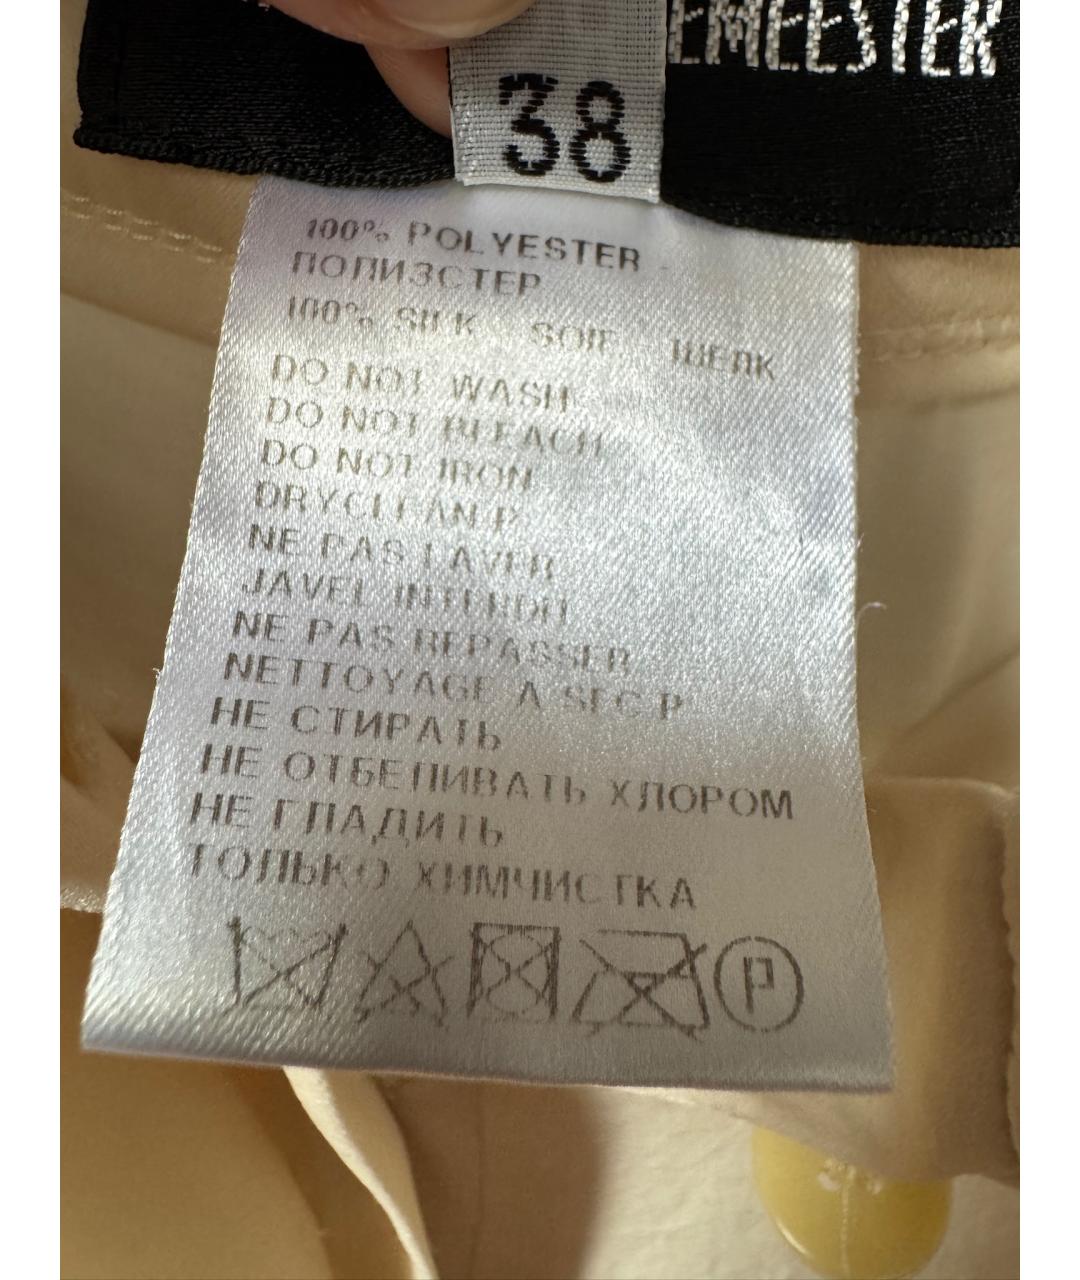 EMEESTER
38
100% POLYESTER
ПОЛИЗСТЕР
100% SILK SOIE ШЕЛК
DO NOT WASH
DO NOT BLEACH
DO NOT IRON
DRYCLEAN P
NE PAS LAVER
JAVEL INTERDIT
NE PAS REPASSER
NETTOYAGE A SEC P
НЕ СТИРАТЬ
НЕ ОТБЕЛИВАТЬ ХЛОРОМ
НЕ ГЛАДИТЬ
ТОЛЬКО ХИМЧИСТКА
P